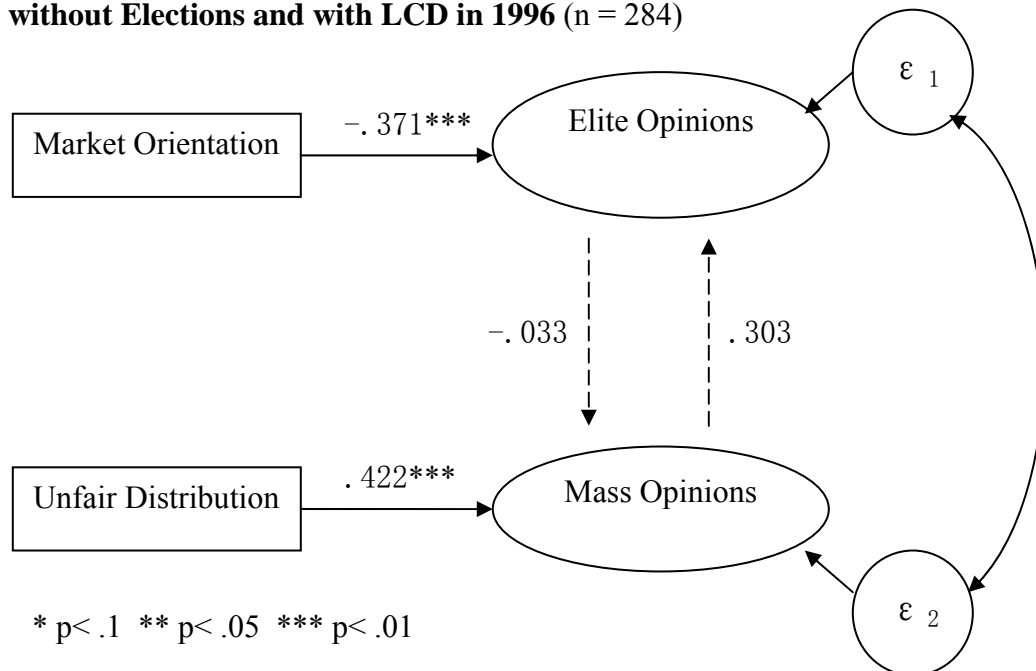 without Elections and with LCD in 1996 (n = 284)
ε 1
Elite Opinions
-.371***
Market Orientation
-.033
.303
.422***
Mass Opinions
Unfair Distribution
ε 2
* p< .1 ** p< .05 *** p< .01